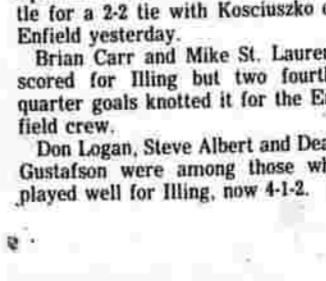 tle for a 2-2 tie with Kosciuszko
Enfield yesterday.
Brian Carr and Mike St. Lauren
scored for Illing but two fourth
quarter goals knotted it for the En
field crew.
Don Logan, Steve Albert and Dea
Gustafson were among those wh
played well for Illing, now 4-1-2.